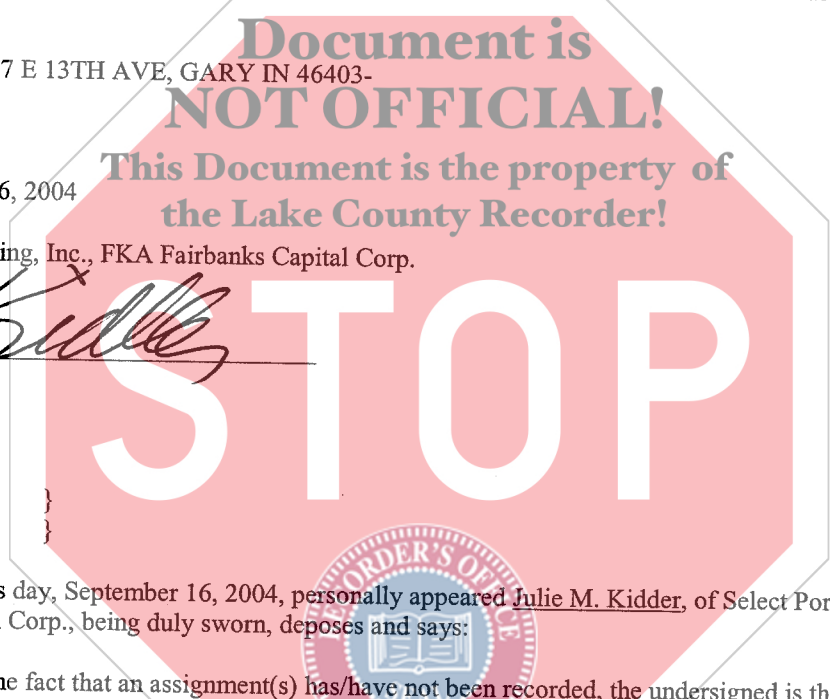 Document is
7 E 13TH AVE, GARY IN 46403-
NOT OFFICIAL!
This Document is the property of
6, 2004
the Lake County Recorder!
ing, Inc., FKA Fairbanks Capital Corp.
STOP
}
}
RECORDER'S OFFICE
s day, September 16, 2004, personally appeared Julie M. Kidder, of Select Por
Corp., being duly sworn, deposes and says:
ne fact that an assignment(s) has/have not been recorded, the undersigned is th